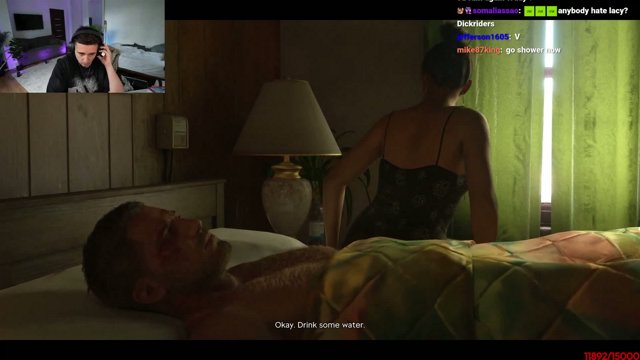 somaliassao: anybody hate lacy?
Dickriders
jefferson1605: V
mike87king: go shower now
Okay. Drink some water.
11892/15000